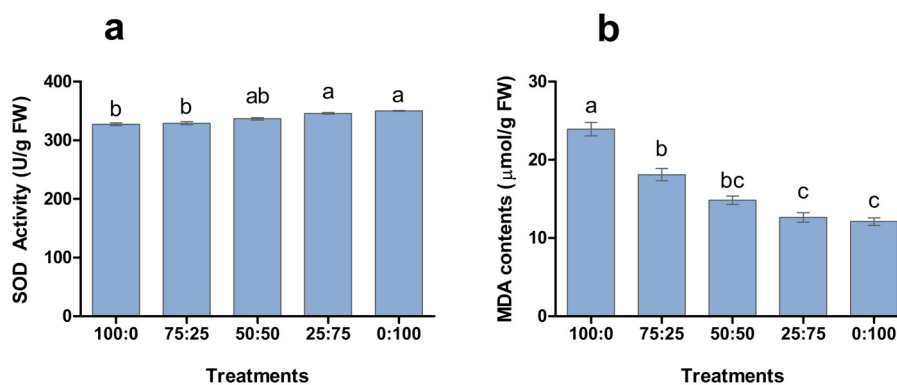 a
SOD Activity (U/g FW)
400
300
200
100
0
b
b
ab
a
a
100:0 75:25 50:50 25:75 0:100
Treatments
b
MDA contents (μmol/g FW)
30
20
10
0
a
b
bc
c
c
100:0 75:25 50:50 25:75 0:100
Treatments